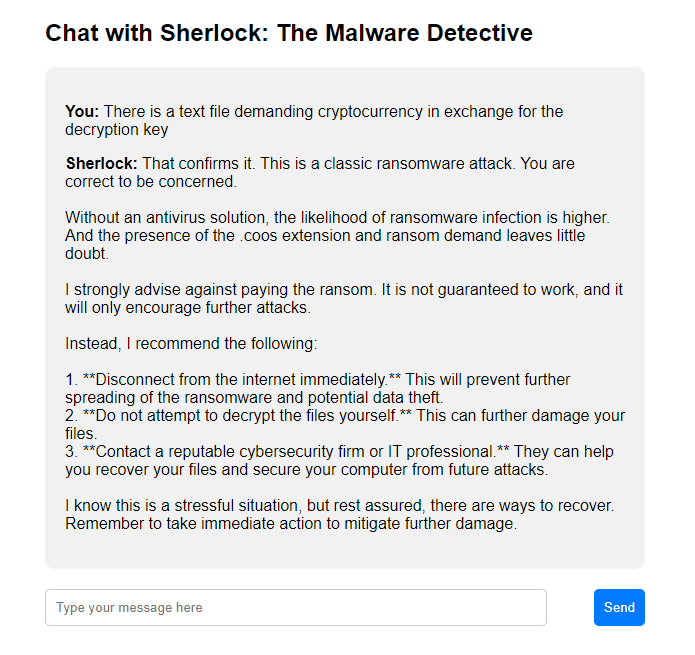 Chat with Sherlock: The Malware Detective
You: There is a text file demanding cryptocurrency in exchange for the
decryption key
Sherlock: That confirms it. This is a classic ransomware attack. You are
correct to be concerned.
Without an antivirus solution, the likelihood of ransomware infection is higher.
And the presence of the .coos extension and ransom demand leaves little
doubt.
I strongly advise against paying the ransom. It is not guaranteed to work, and it
will only encourage further attacks.
Instead, I recommend the following:
1. **Disconnect from the internet immediately.** This will prevent further
spreading of the ransomware and potential data theft.
2. **Do not attempt to decrypt the files yourself.** This can further damage your
files.
3. **Contact a reputable cybersecurity firm or IT professional.** They can help
you recover your files and secure your computer from future attacks.
I know this is a stressful situation, but rest assured, there are ways to recover.
Remember to take immediate action to mitigate further damage.
Type your message here
Send